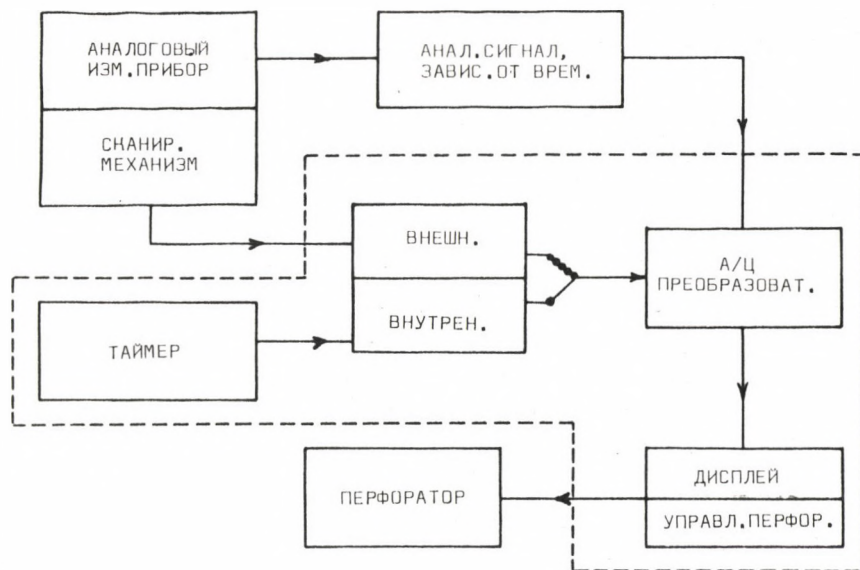 АНАЛОГОВЫЙ
ИЗМ.ПРИБОР
СКАНИР.
МЕХАНИЗМ
АНАЛ.СИГНАЛ,
ЗАВИС.ОТ ВРЕМ.
ВНЕШН.
ВНУТРЕН.
А/Ц
ПРЕОБРАЗОВАТ.
ТАЙМЕР
ПЕРФОРАТОР
ДИСПЛЕЙ
УПРАВЛ.ПЕРФОР.